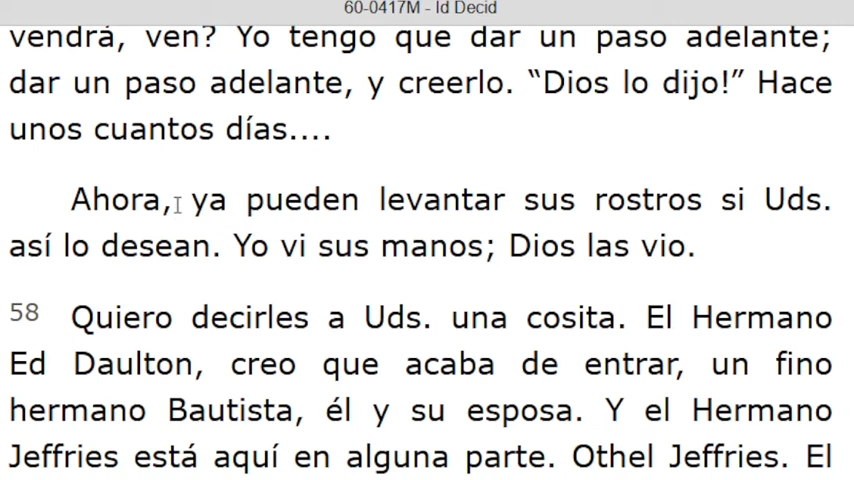 60-0417M - Id Decid
vendrá, ven? Yo tengo que dar un paso adelante;
dar un paso adelante, y creerlo. “Dios lo dijo!” Hace
unos cuantos días....
Ahora, ya pueden levantar sus rostros si Uds.
así lo desean. Yo vi sus manos; Dios las vio.
58 Quiero decirles a Uds. una cosita. El Hermano
Ed Daulton, creo que acaba de entrar, un fino
hermano Bautista, él y su esposa. Y el Hermano
Jeffries está aquí en alguna parte. Othel Jeffries. El